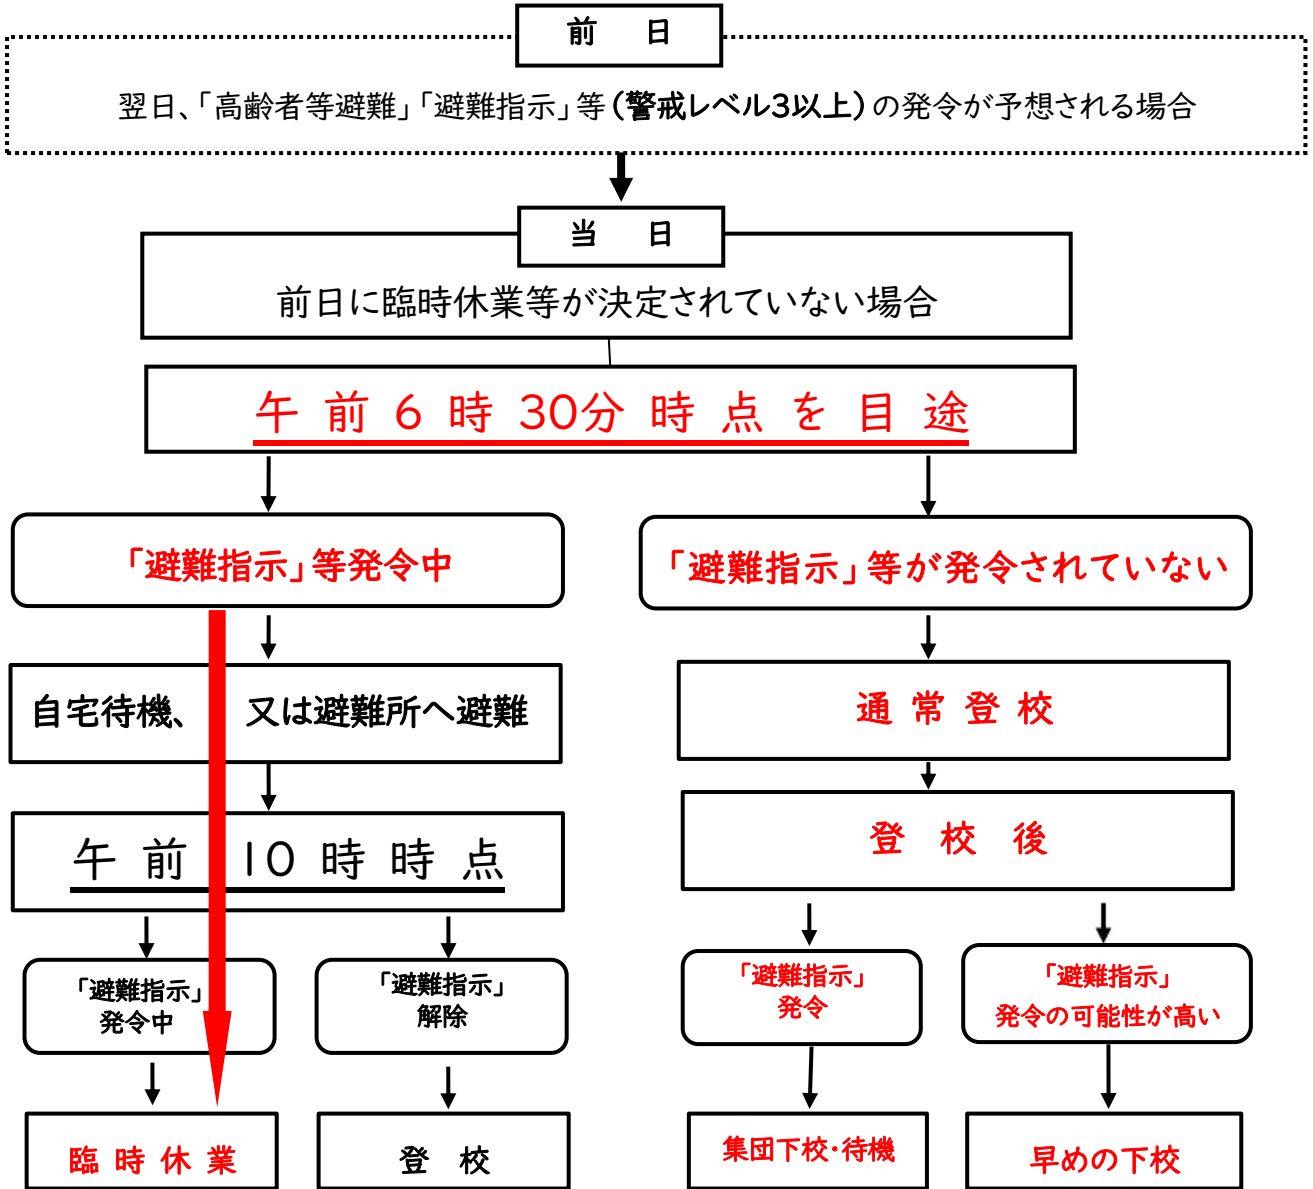 前　日
翌日、「高齢者等避難」「避難指示」等（警戒レベル3以上）の発令が予想される場合
当　日
前日に臨時休業等が決定されていない場合
午前6時30分時点を目途
「避難指示」等発令中
「避難指示」等が発令されていない
自宅待機、　又は避難所へ避難
通常登校
午前10時時点
登校後
「避難指示」
発令中
「避難指示」
解除
「避難指示」
発令
「避難指示」
発令の可能性が高い
臨時休業
登　校
集団下校・待機
早めの下校